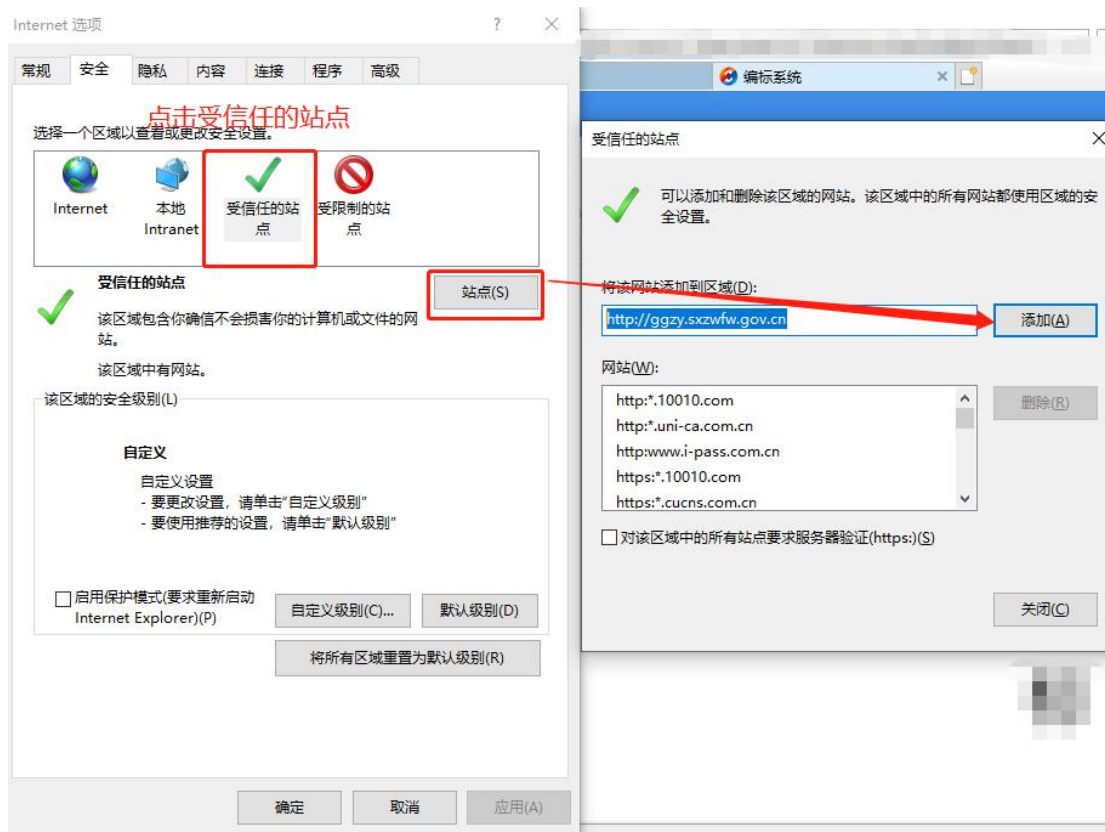 Internet 选项
?
常规 安全 隐私 内容 连接 程序 高级
点击受信任的站点
选择一个区域以查看或更改安全设置。
Internet
本地
Intranet
受信任的站
点
受限制的站
点
受信任的站点
站点(S)
该区域包含你确信不会损害你的计算机或文件的网
站。
该区域中有网站。
该区域的安全级别(L)
自定义
自定义设置
- 要更改设置，请单击“自定义级别”
- 要使用推荐的设置，请单击“默认级别”
启用保护模式(要求重新启动
Internet Explorer)(P)
自定义级别(C)...
默认级别(D)
将所有区域重置为默认级别(R)
确定
取消
应用(A)
编标系统
受信任的站点
可以添加和删除该区域的网站。该区域中的所有网站都使用区域的安
全设置。
将该网站添加到区域(D):
http://ggzy.sxzwfw.gov.cn
添加(A)
网站(W):
http:*.10010.com
http:*.uni-ca.com.cn
http:www.i-pass.com.cn
https:*.10010.com
https:*.cucns.com.cn
删除(R)
对该区域中的所有站点要求服务器验证(https:)(S)
关闭(C)